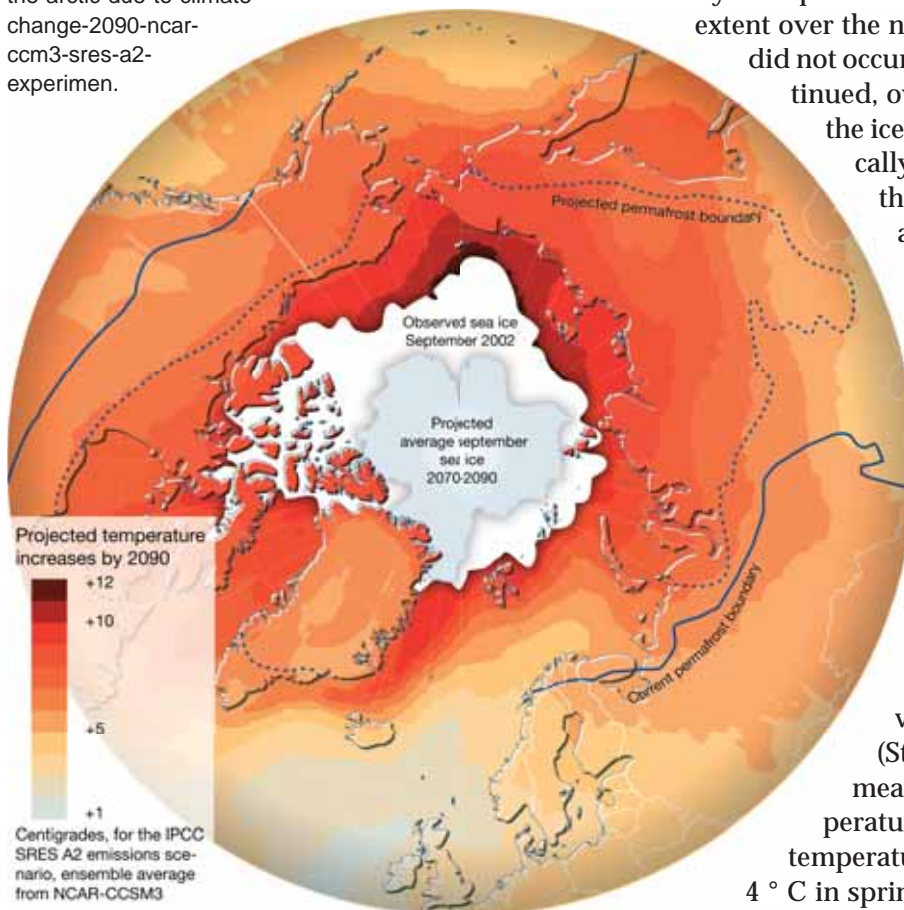 the arctic due to climate
change-2090-ncar-
ccm3-sres-a2-
experimen.
extent over the n
did not occur
tinued, ov
the ice
cally
th
a
Projected permafrost boundary
Observed sea ice
September 2002
Projected
average september
sea ice
2070-2090
Current permafrost boundary
Projected temperature
increases by 2090
+12
+10
+5
+1
Centigrades, for the IPCC
SRES A2 emissions sce-
nario, ensemble average
from NCAR-CCSM3
(St
mea
peratu
temperatu
4 ° C in sprin